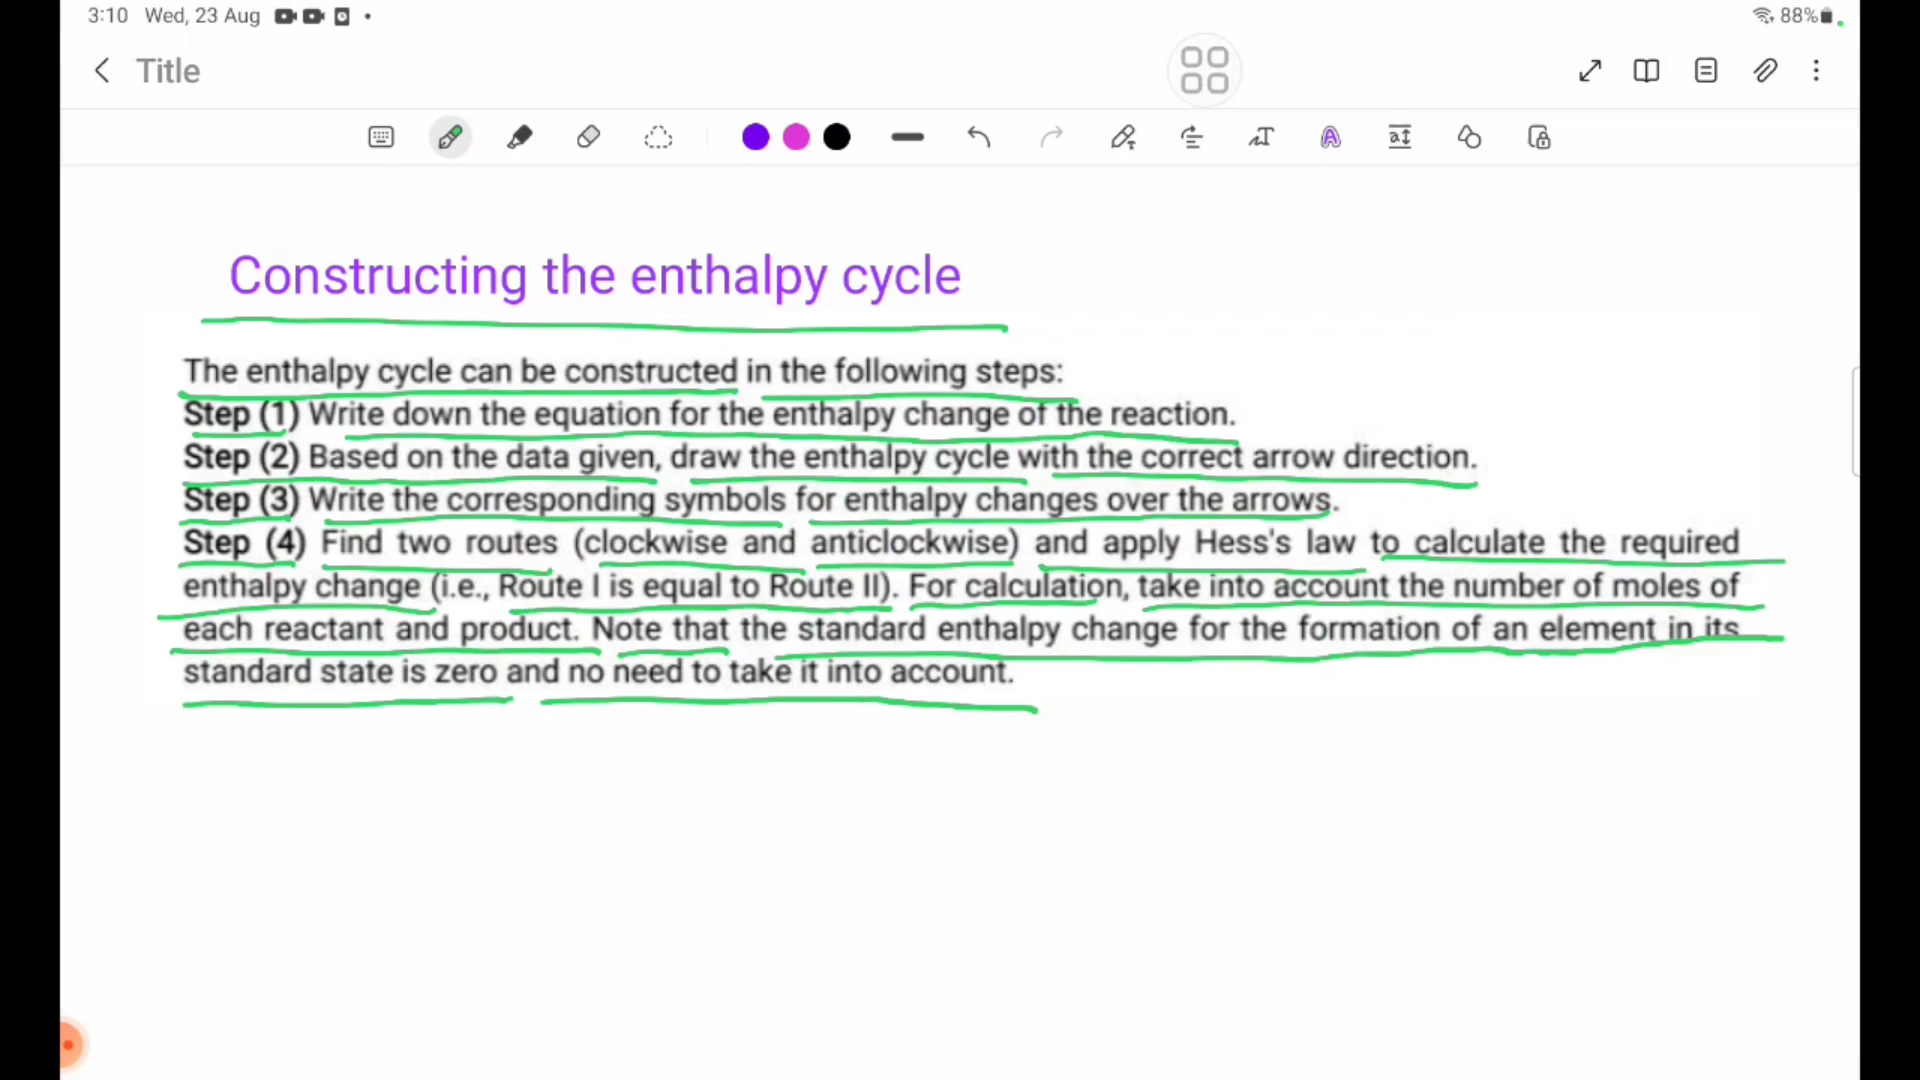 3:10 Wed, 23 Aug
88%
Title
Constructing the enthalpy cycle
The enthalpy cycle can be constructed in the following steps:
Step (1) Write down the equation for the enthalpy change of the reaction.
Step (2) Based on the data given, draw the enthalpy cycle with the correct arrow direction.
Step (3) Write the corresponding symbols for enthalpy changes over the arrows.
Step (4) Find two routes (clockwise and anticlockwise) and apply Hess's law to calculate the required
enthalpy change (i.e., Route I is equal to Route II). For calculation, take into account the number of moles of
each reactant and product. Note that the standard enthalpy change for the formation of an element in its
standard state is zero and no need to take it into account.